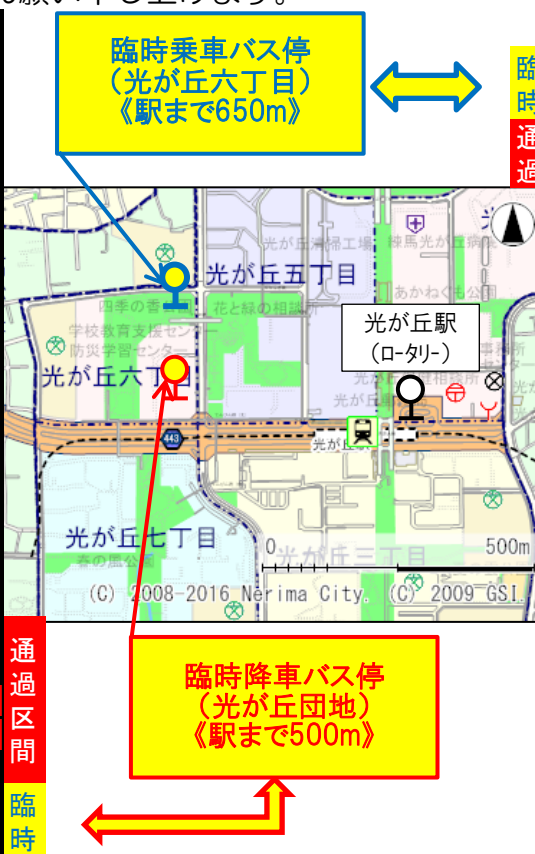 臨時乗車バス停
（光が丘六丁目）
《駅まで650m》
臨
時
通
過
光が丘清掃工場
練馬光が丘病院
光が丘五丁目
あかねぐも公園
四季の香
花と緑の相談所
光が丘駅
（ロータリー）
学校教育支援セン
防災学習センター
光が丘六丁目
443
光が丘七丁目
春の風公園
光が丘三丁目
0
500m
(C) 2008-2016 Nerima City. (C) 2009 GSI.
通
過
区
間
臨時降車バス停
（光が丘団地）
《駅まで500m》
臨
時